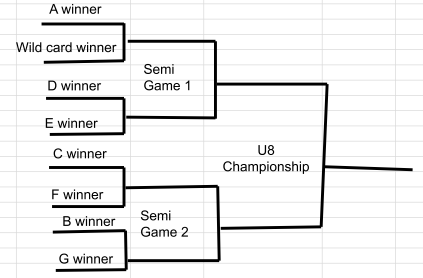 A winner
Wild card winner
Semi
Game 1
D winner
E winner
C winner
U8
Championship
F winner
B winner
Semi
Game 2
G winner